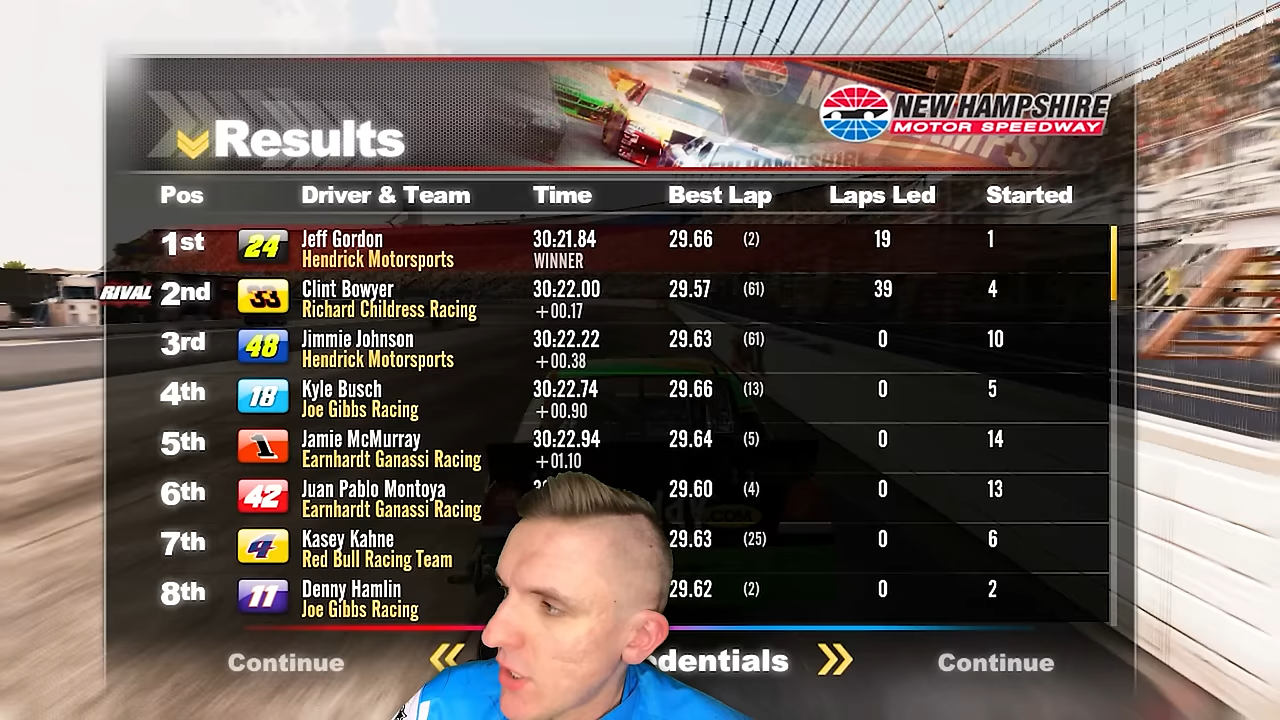 NEW HAMPSHIRE
MOTOR SPEEDWAY
Results
Pos Driver & Team Time Best Lap Laps Led Started
1st 24 Jeff Gordon 30:21.84 29.66 (2) 19 1
Hendrick Motorsports WINNER
RIVAL 2nd 33 Clint Bowyer 30:22.00 29.57 (61) 39 4
Richard Childress Racing +00.17
3rd 48 Jimmie Johnson 30:22.22 29.63 (61) 0 10
Hendrick Motorsports +00.38
4th 18 Kyle Busch 30:22.74 29.66 (13) 0 5
Joe Gibbs Racing +00.90
5th 1 Jamie McMurray 30:22.94 29.64 (5) 0 14
Earnhardt Ganassi Racing +01.10
6th 42 Juan Pablo Montoya 29.60 (4) 0 13
Earnhardt Ganassi Racing
7th 4 Kasey Kahne 29.63 (25) 0 6
Red Bull Racing Team
8th 11 Denny Hamlin 29.62 (2) 0 2
Joe Gibbs Racing
Continue Continue